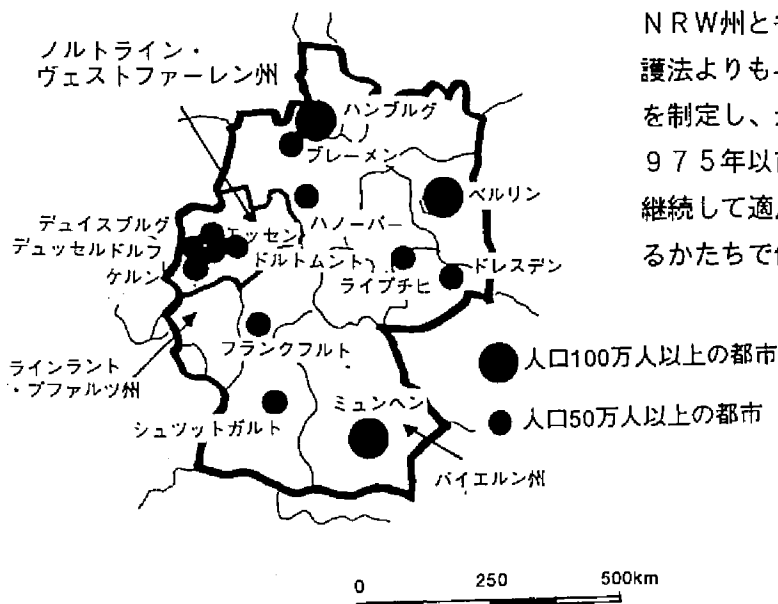 ノルトライン・
ヴェストファーレン州
ハンブルグ
ブレーメン
ベルリン
デュイスブルグ
エッセン
ハノーバー
デュッセルドルフ
ドルトムント
ケルン
ライプチヒ
ドレスデン
フランクフルト
ラインラント
・プファルツ州
シュツットガルト
ミュンヘン
バイエルン州
NRW州と
護法よりも
を制定し、
975年以
継続して適
るかたちで
人口100万人以上の都市
人口50万人以上の都市
0 250 500km